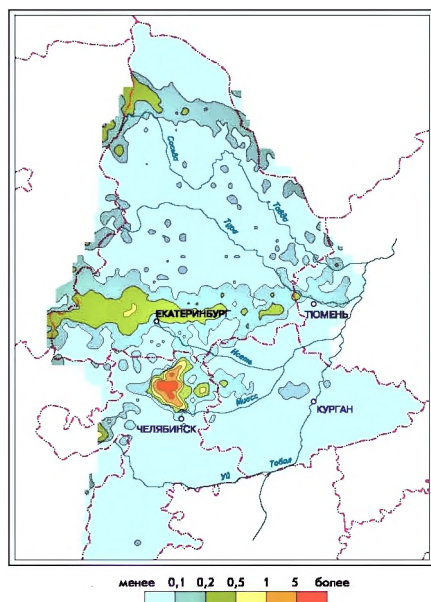 Сосьва
Тавда
Тура
ЕКАТЕРИНБУРГ
ТЮМЕНЬ
Исеть
Миасс
КУРГАН
ЧЕЛЯБИНСК
Уй
Тобол
менее 0,1 0,2 0,5 1 5 более